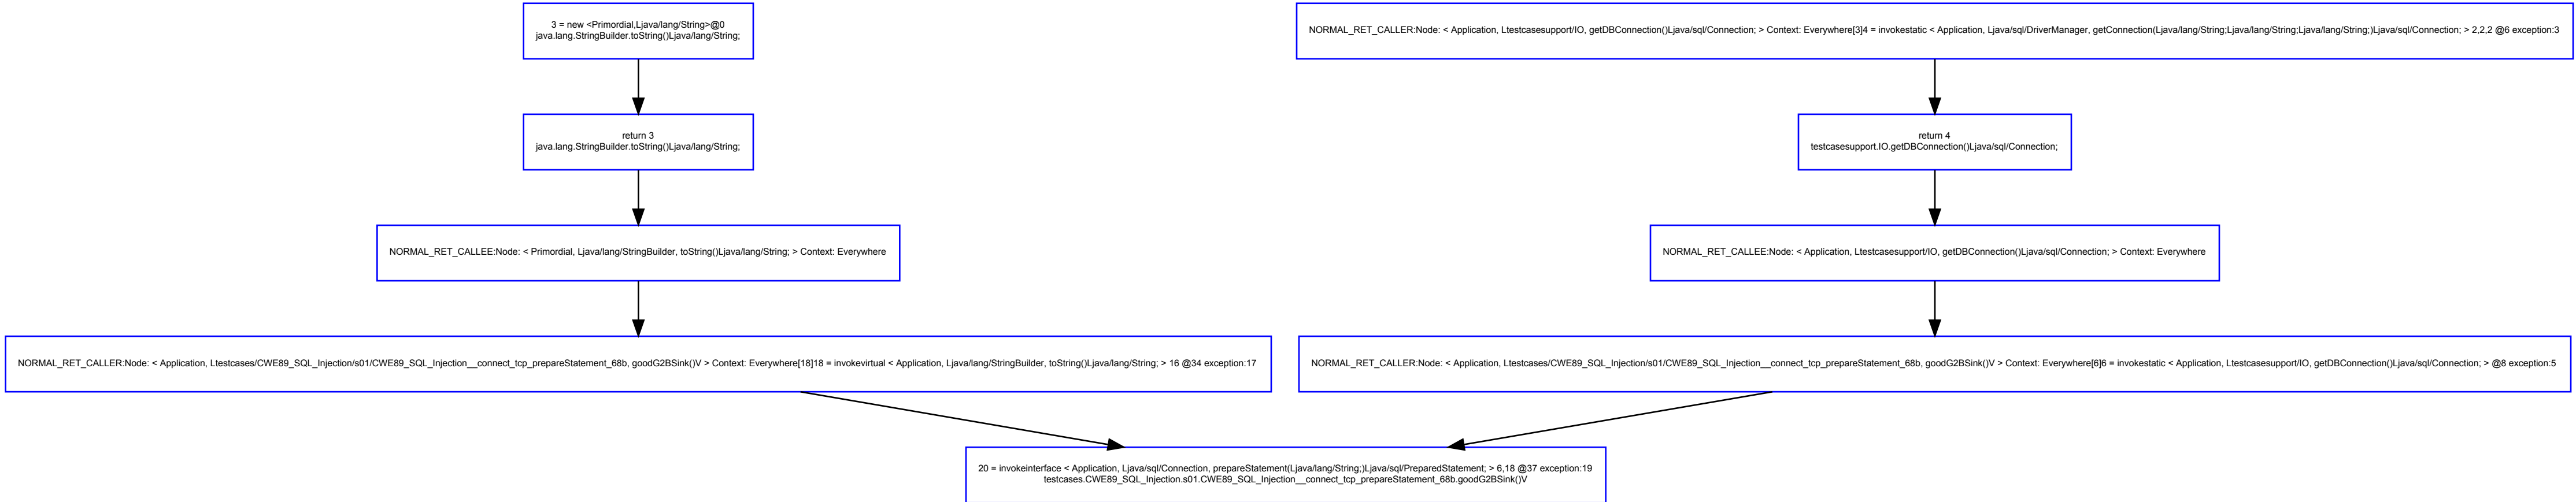 3 = new <Primordial,Ljava/lang/String>@0
java.lang.StringBuilder.toString()Ljava/lang/String;
NORMAL_RET_CALLER:Node: < Application, Ltestcasesupport/IO, getDBConnection()Ljava/sql/Connection; > Context: Everywhere[3]4 = invokestatic < Application, Ljava/sql/DriverManager, getConnection(Ljava/lang/String;Ljava/lang/String;Ljava/lang/String;)Ljava/sql/Connection; > 2,2,2 @6 exception:3
return 3
java.lang.StringBuilder.toString()Ljava/lang/String;
return 4
testcasesupport.IO.getDBConnection()Ljava/sql/Connection;
NORMAL_RET_CALLEE:Node: < Primordial, Ljava/lang/StringBuilder, toString()Ljava/lang/String; > Context: Everywhere
NORMAL_RET_CALLEE:Node: < Application, Ltestcasesupport/IO, getDBConnection()Ljava/sql/Connection; > Context: Everywhere
NORMAL_RET_CALLER:Node: < Application, Ltestcases/CWE89_SQL_Injection/s01/CWE89_SQL_Injection__connect_tcp_prepareStatement_68b, goodG2BSink()V > Context: Everywhere[18]18 = invokevirtual < Application, Ljava/lang/StringBuilder, toString()Ljava/lang/String; > 16 @34 exception:17
NORMAL_RET_CALLER:Node: < Application, Ltestcases/CWE89_SQL_Injection/s01/CWE89_SQL_Injection__connect_tcp_prepareStatement_68b, goodG2BSink()V > Context: Everywhere[6]6 = invokestatic < Application, Ltestcasesupport/IO, getDBConnection()Ljava/sql/Connection; > @8 exception:5
20 = invokeinterface < Application, Ljava/sql/Connection, prepareStatement(Ljava/lang/String;)Ljava/sql/PreparedStatement; > 6,18 @37 exception:19
testcases.CWE89_SQL_Injection.s01.CWE89_SQL_Injection__connect_tcp_prepareStatement_68b.goodG2BSink()V